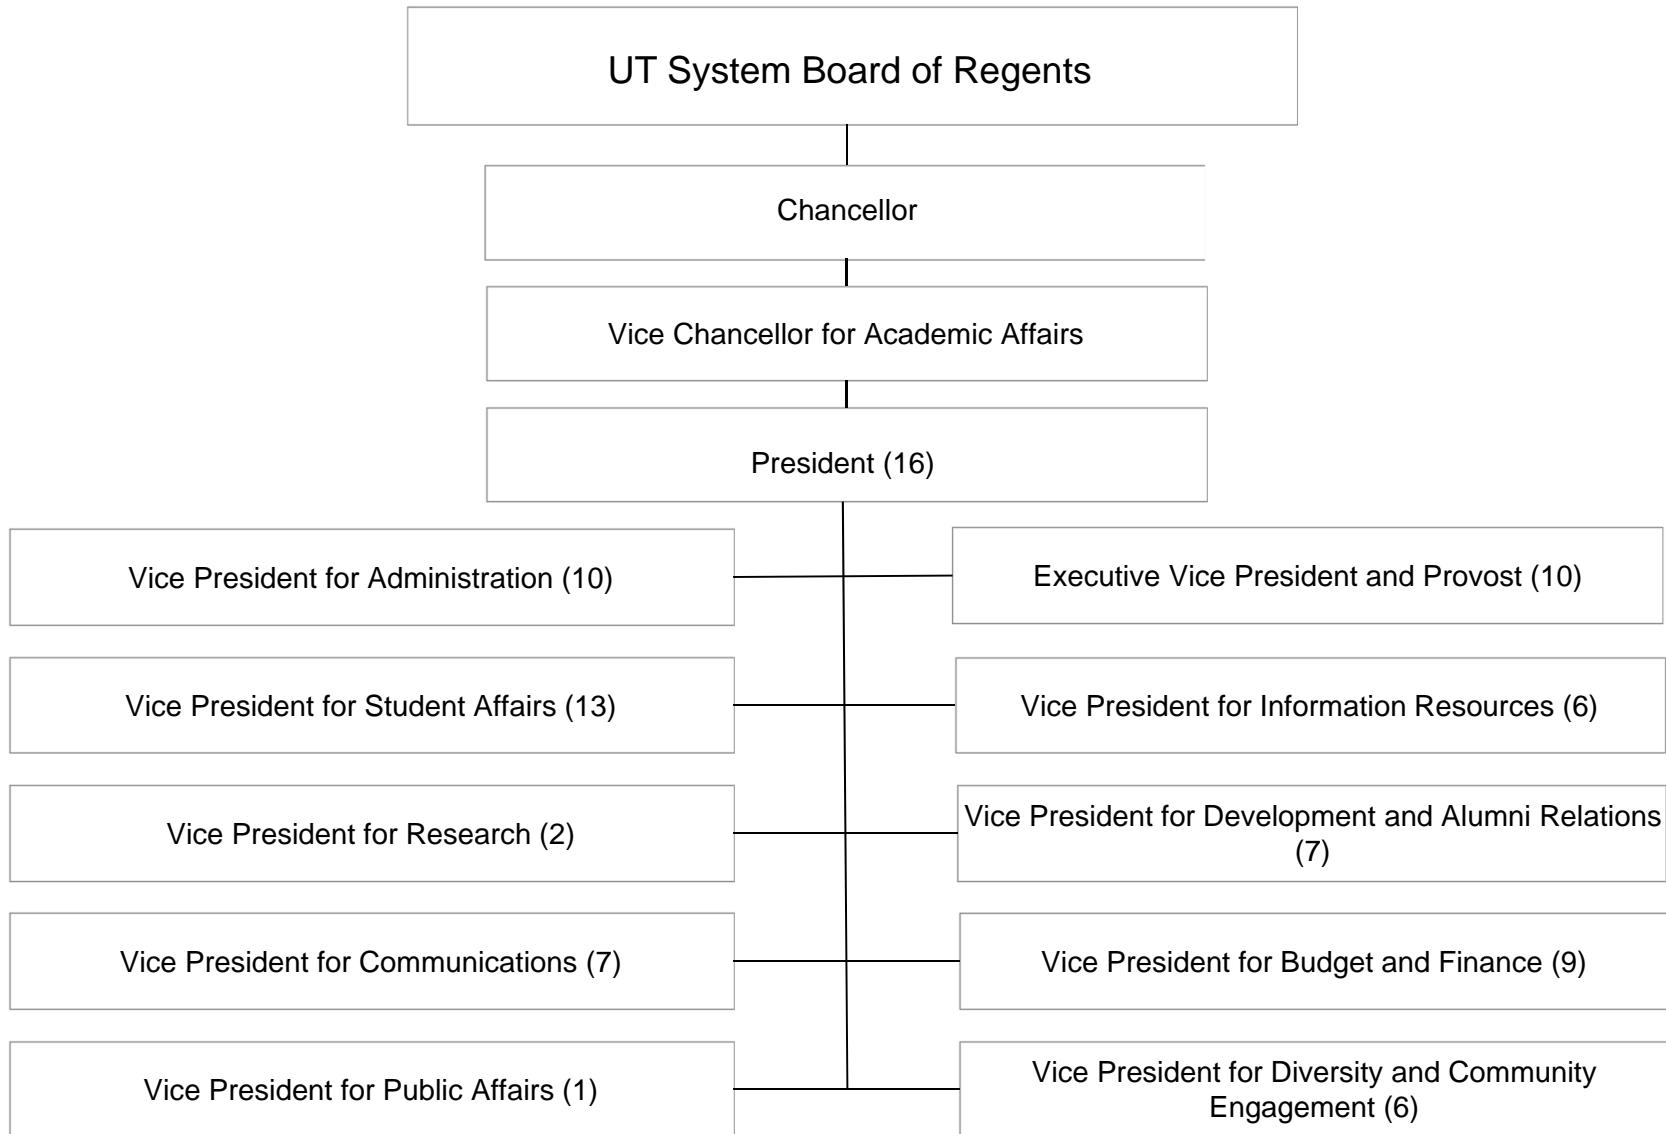 UT System Board of Regents
Chancellor
Vice Chancellor for Academic Affairs
President (16)
Vice President for Administration (10)
Executive Vice President and Provost (10)
Vice President for Student Affairs (13)
Vice President for Information Resources (6)
Vice President for Research (2)
Vice President for Development and Alumni Relations
(7)
Vice President for Communications (7)
Vice President for Budget and Finance (9)
Vice President for Public Affairs (1)
Vice President for Diversity and Community
Engagement (6)